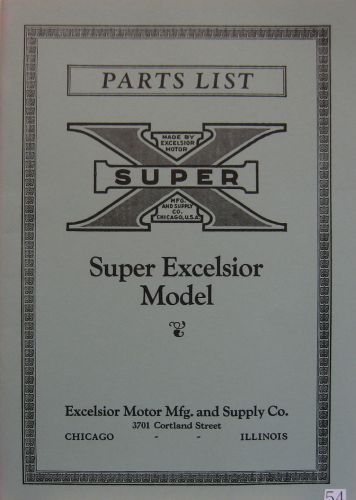 PARTS LIST
MADE BY
EXCELSIOR
MOTOR
SUPER X
MFG.
AND SUPPLY
CO.
CHICAGO, U.S.A.
Super Excelsior
Model
Excelsior Motor Mfg. and Supply Co.
3701 Cortland Street
CHICAGO - - ILLINOIS
54